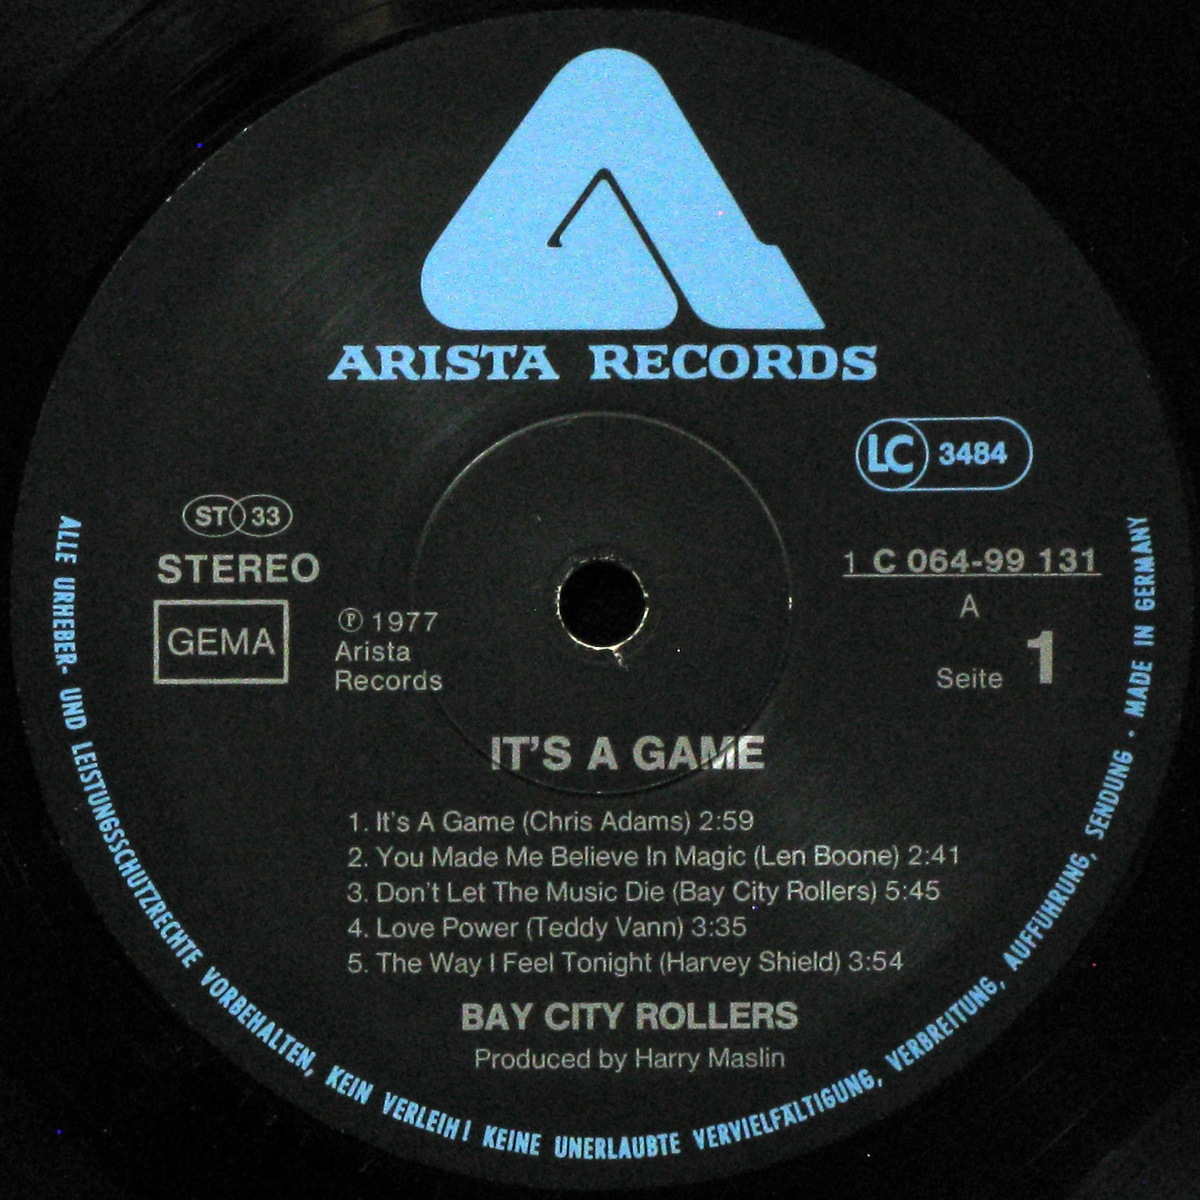 ARISTA RECORDS
LC 3484
ST 33
STEREO
GEMA
℗ 1977
Arista
Records
1 C 064-99 131
A
Seite 1
IT'S A GAME
1. It's A Game (Chris Adams) 2:59
2. You Made Me Believe In Magic (Len Boone) 2:41
3. Don't Let The Music Die (Bay City Rollers) 5:45
4. Love Power (Teddy Vann) 3:35
5. The Way I Feel Tonight (Harvey Shield) 3:54
BAY CITY ROLLERS
Produced by Harry Maslin
ALLE URHEBER- UND LEISTUNGSSCHUTZRECHTE VORBEHALTEN, KEIN VERLEIH! KEINE UNERLAUBTE VERVIELFÄLTIGUNG, VERBREITUNG, AUFFÜHRUNG, SENDUNG · MADE IN GERMANY